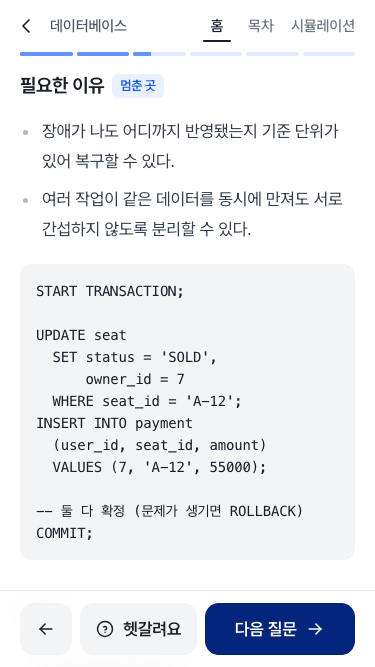 데이터베이스 홈 목차 시뮬레이션
필요한 이유 멈춘 곳
장애가 나도 어디까지 반영됐는지 기준 단위가
있어 복구할 수 있다.
여러 작업이 같은 데이터를 동시에 만져도 서로
간섭하지 않도록 분리할 수 있다.
START TRANSACTION;
UPDATE seat
  SET status = 'SOLD',
      owner_id = 7
  WHERE seat_id = 'A-12';
INSERT INTO payment
  (user_id, seat_id, amount)
  VALUES (7, 'A-12', 55000);
-- 둘 다 확정 (문제가 생기면 ROLLBACK)
COMMIT;
헷갈려요 다음 질문